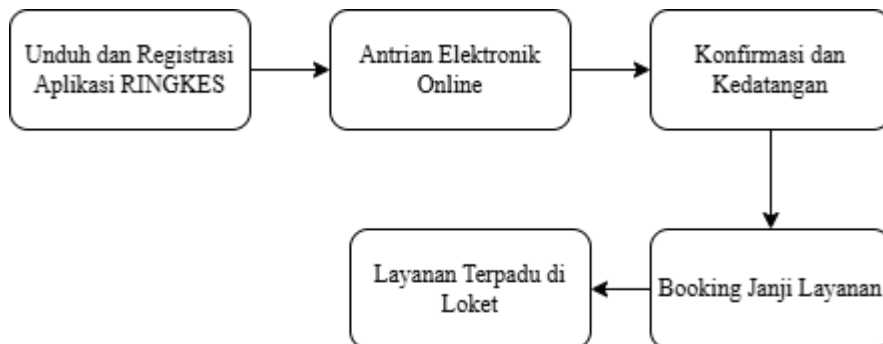 Unduh dan Registrasi
Aplikasi RINGKES
Antrian Elektronik
Online
Konfirmasi dan
Kedatangan
Booking Janji Layanan
Layanan Terpadu di
Loket